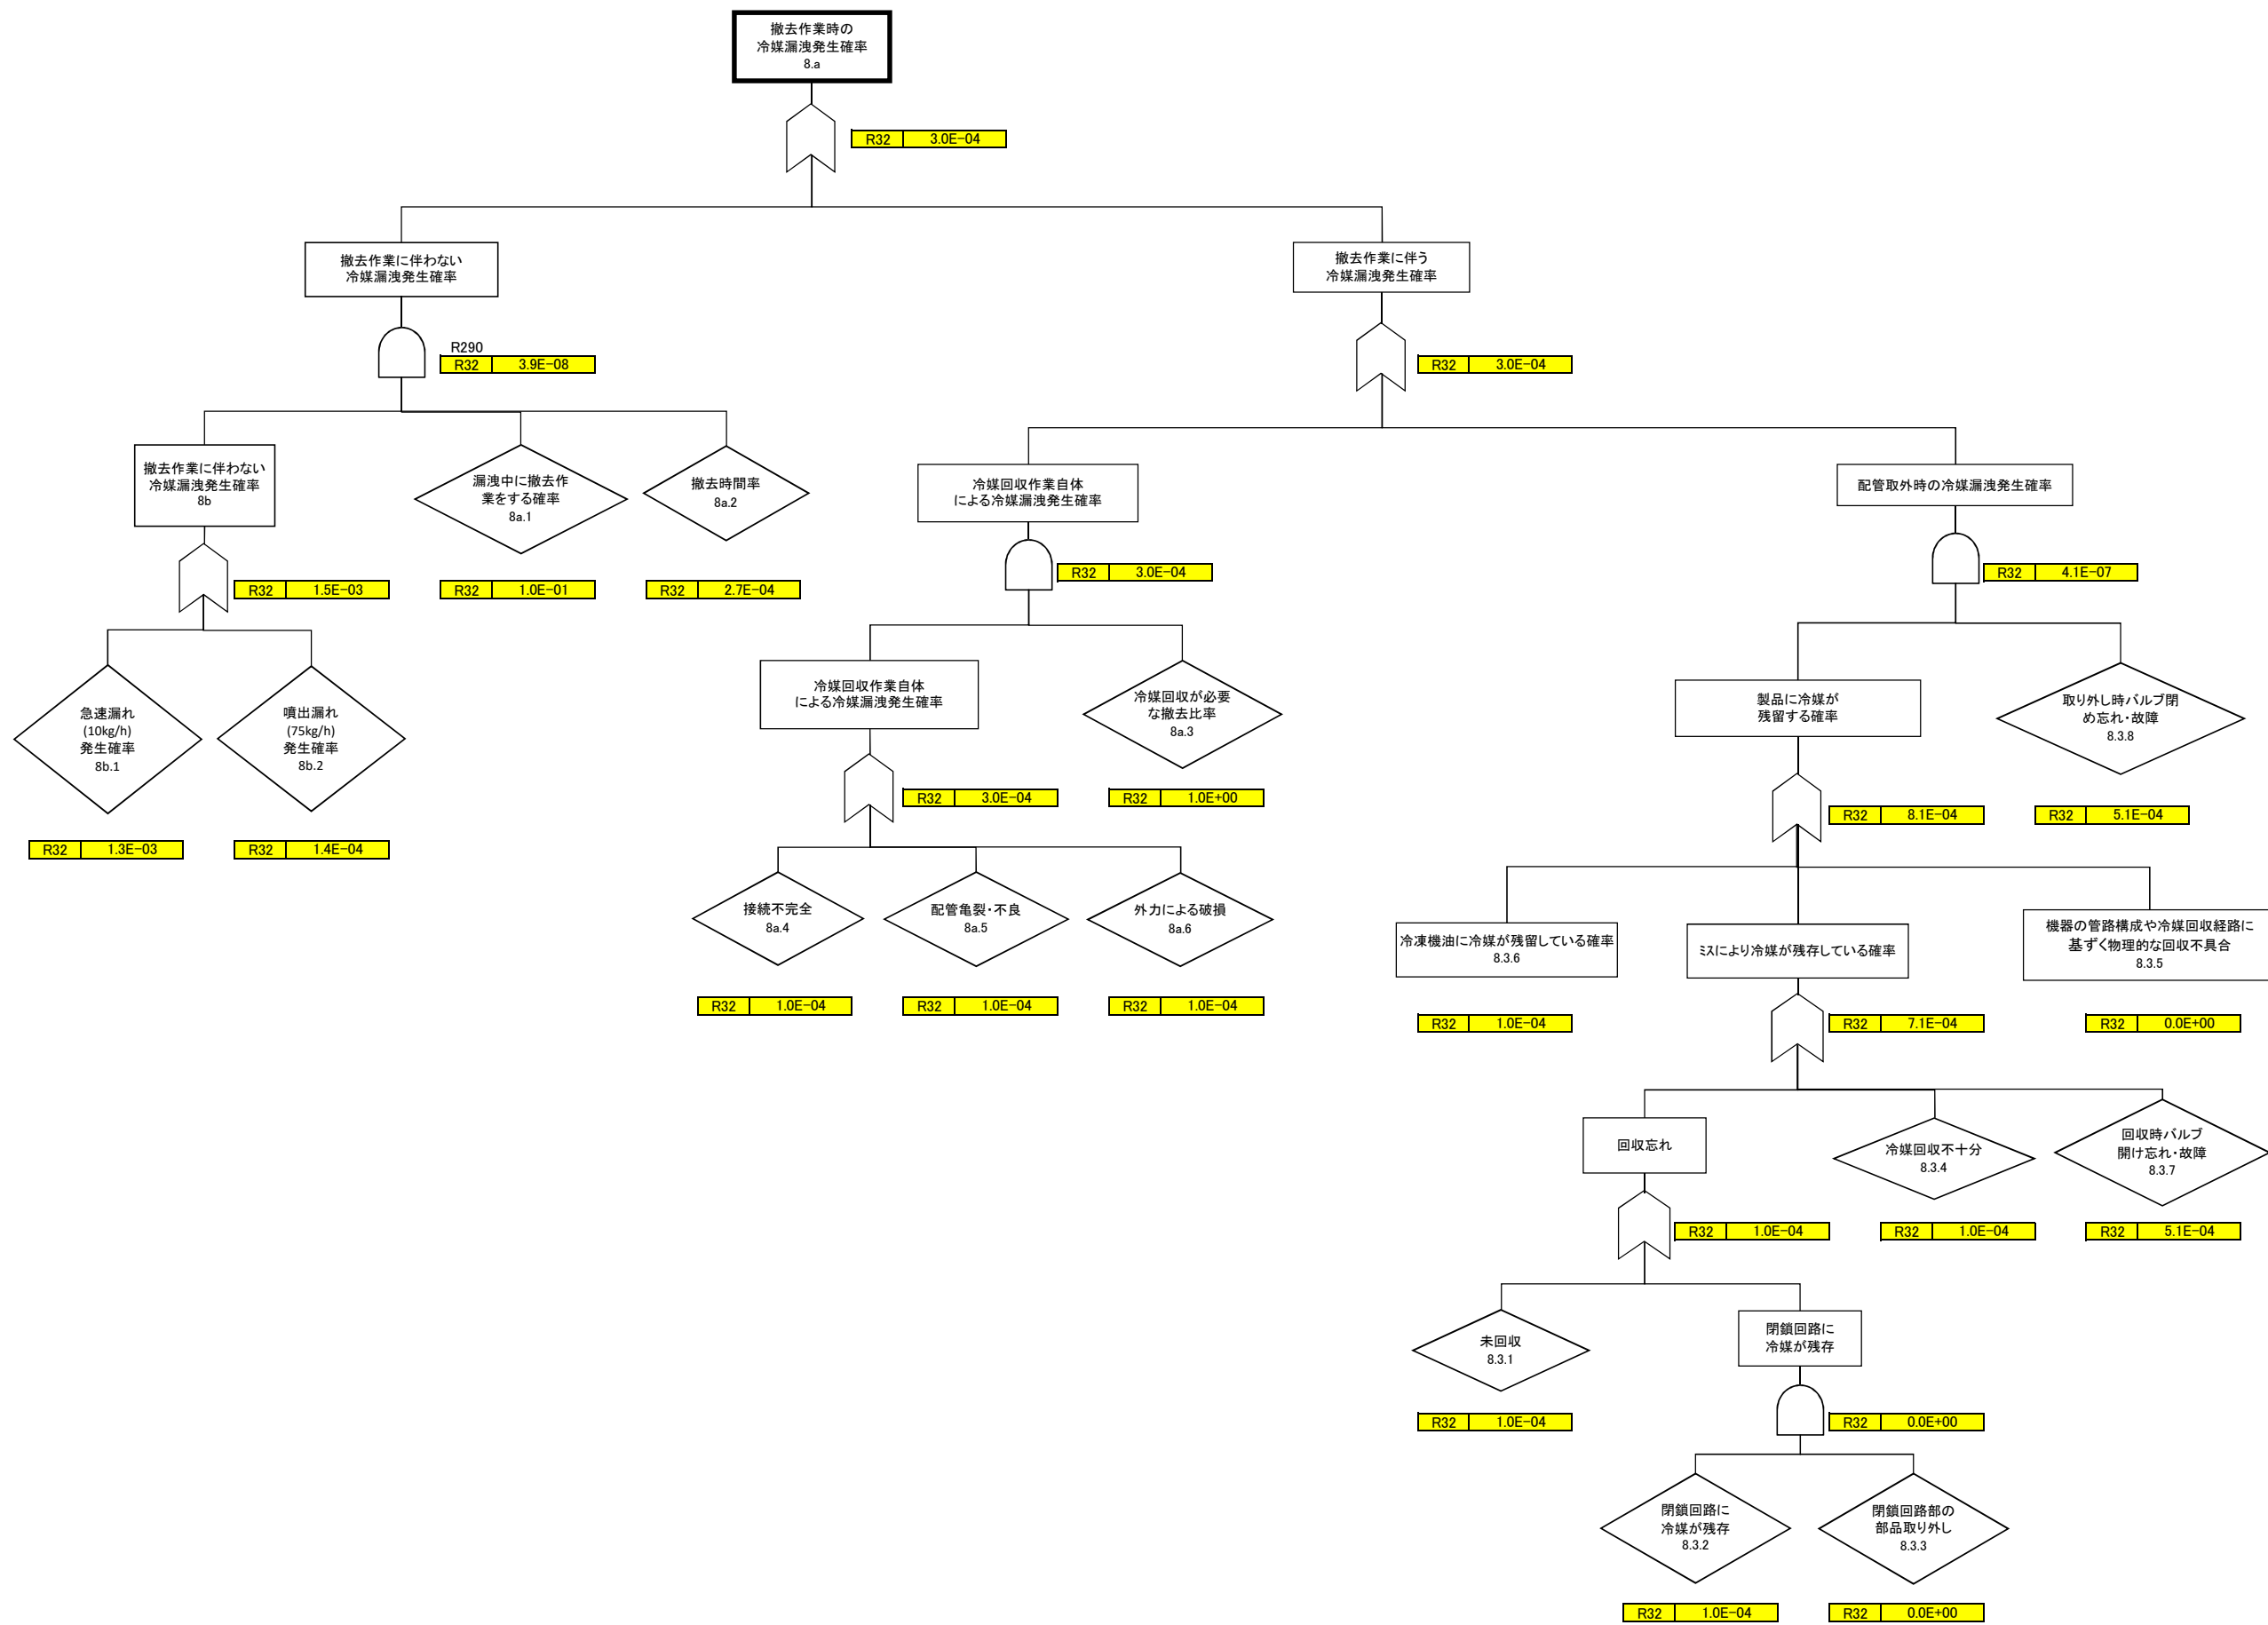 撤去作業時の
冷媒漏洩発生確率
8.a
R32 3.0E-04
撤去作業に伴わない
冷媒漏洩発生確率
撤去作業に伴う
冷媒漏洩発生確率
R290
R32 3.9E-08
R32 3.0E-04
撤去作業に伴わない
冷媒漏洩発生確率
8b
漏洩中に撤去作
業をする確率
8a.1
撤去時間率
8a.2
冷媒回収作業自体
による冷媒漏洩発生確率
配管取外時の冷媒漏洩発生確率
R32 1.5E-03
R32 1.0E-01
R32 2.7E-04
R32 3.0E-04
R32 4.1E-07
急速漏れ
(10kg/h)
発生確率
8b.1
噴出漏れ
(75kg/h)
発生確率
8b.2
冷媒回収作業自体
による冷媒漏洩発生確率
冷媒回収が必要
な撤去比率
8a.3
製品に冷媒が
残留する確率
取り外し時バルブ閉
め忘れ・故障
8.3.8
R32 1.3E-03
R32 1.4E-04
R32 3.0E-04
R32 1.0E+00
R32 8.1E-04
R32 5.1E-04
接続不完全
8a.4
配管亀裂・不良
8a.5
外力による破損
8a.6
冷凍機油に冷媒が残留している確率
8.3.6
ﾐｽにより冷媒が残存している確率
機器の管路構成や冷媒回収経路に
基ずく物理的な回収不具合
8.3.5
R32 1.0E-04
R32 1.0E-04
R32 1.0E-04
R32 1.0E-04
R32 7.1E-04
R32 0.0E+00
回収忘れ
冷媒回収不十分
8.3.4
回収時バルブ
開け忘れ・故障
8.3.7
R32 1.0E-04
R32 1.0E-04
R32 5.1E-04
未回収
8.3.1
閉鎖回路に
冷媒が残存
R32 1.0E-04
R32 0.0E+00
閉鎖回路に
冷媒が残存
8.3.2
閉鎖回路部の
部品取り外し
8.3.3
R32 1.0E-04
R32 0.0E+00